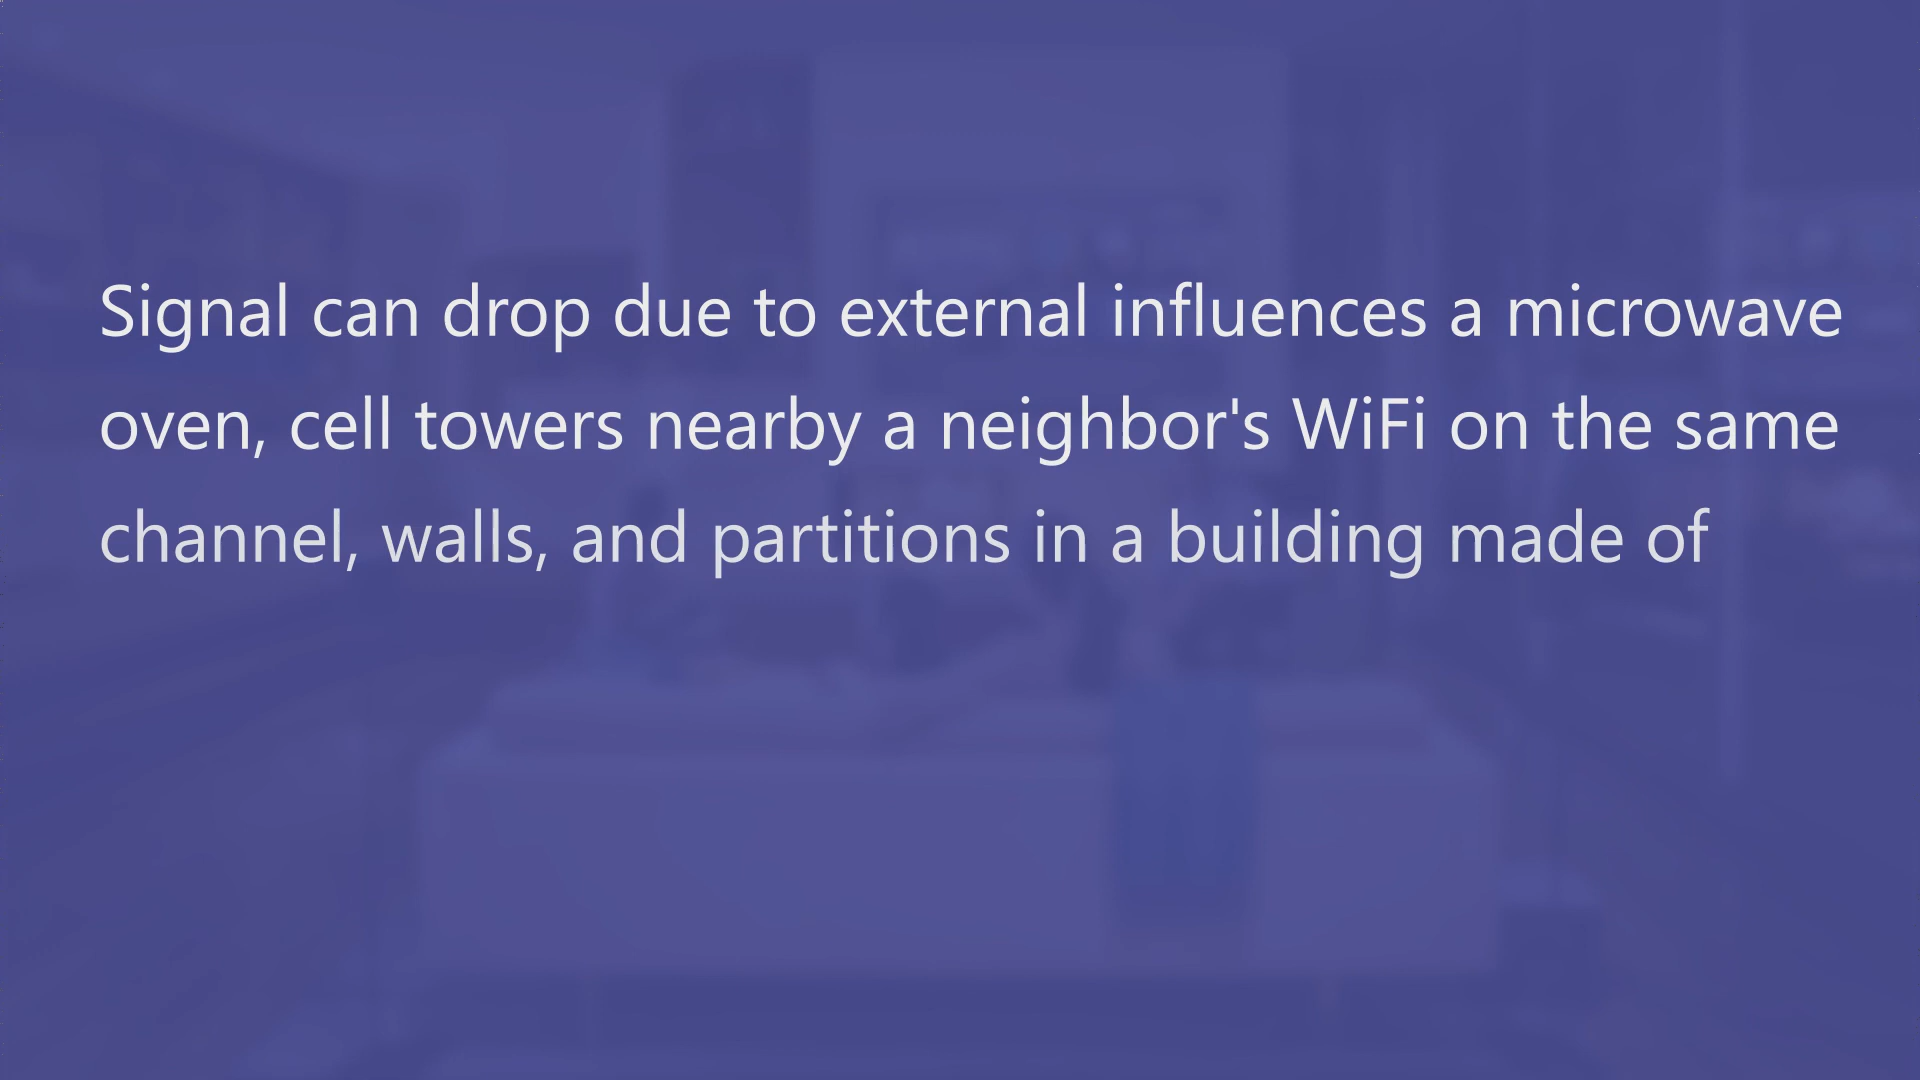 Signal can drop due to external influences a microwave
oven, cell towers nearby a neighbor's WiFi on the same
channel, walls, and partitions in a building made of